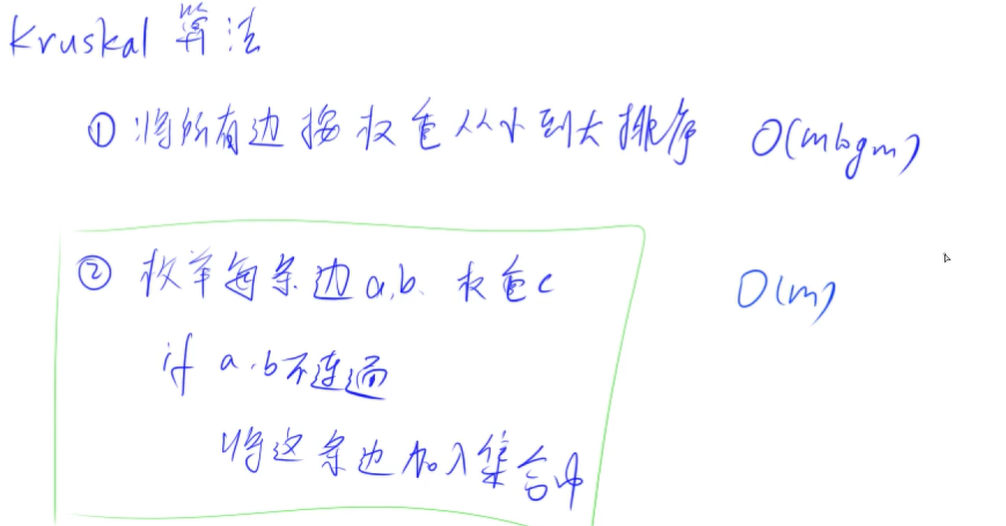 Kruskal 算法
① 将所有边按权重从小到大排序 O(mlogm)
② 枚举每条边a,b. 权重c O(m)
if a.b不连通
将这条边加入集合中